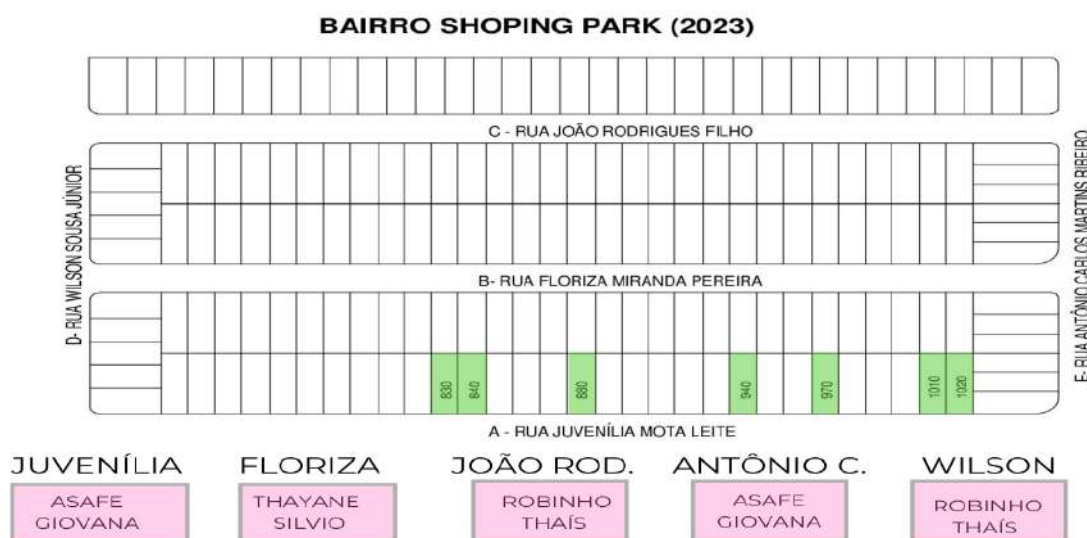 BAIRRO SHOPING PARK (2023)
C - RUA JOÃO RODRIGUES FILHO
D- RUA WILSON SOUSA JÚNIOR
E- RUA ANTÔNIO CARLOS MARTINS RIBEIRO
B- RUA FLORIZA MIRANDA PEREIRA
830
840
880
940
970
1010
1020
A - RUA JUVENÍLIA MOTA LEITE
JUVENÍLIA
ASAFE
GIOVANA
FLORIZA
THAYANE
SILVIO
JOÃO ROD.
ROBINHO
THAÍS
ANTÔNIO C.
ASAFE
GIOVANA
WILSON
ROBINHO
THAÍS